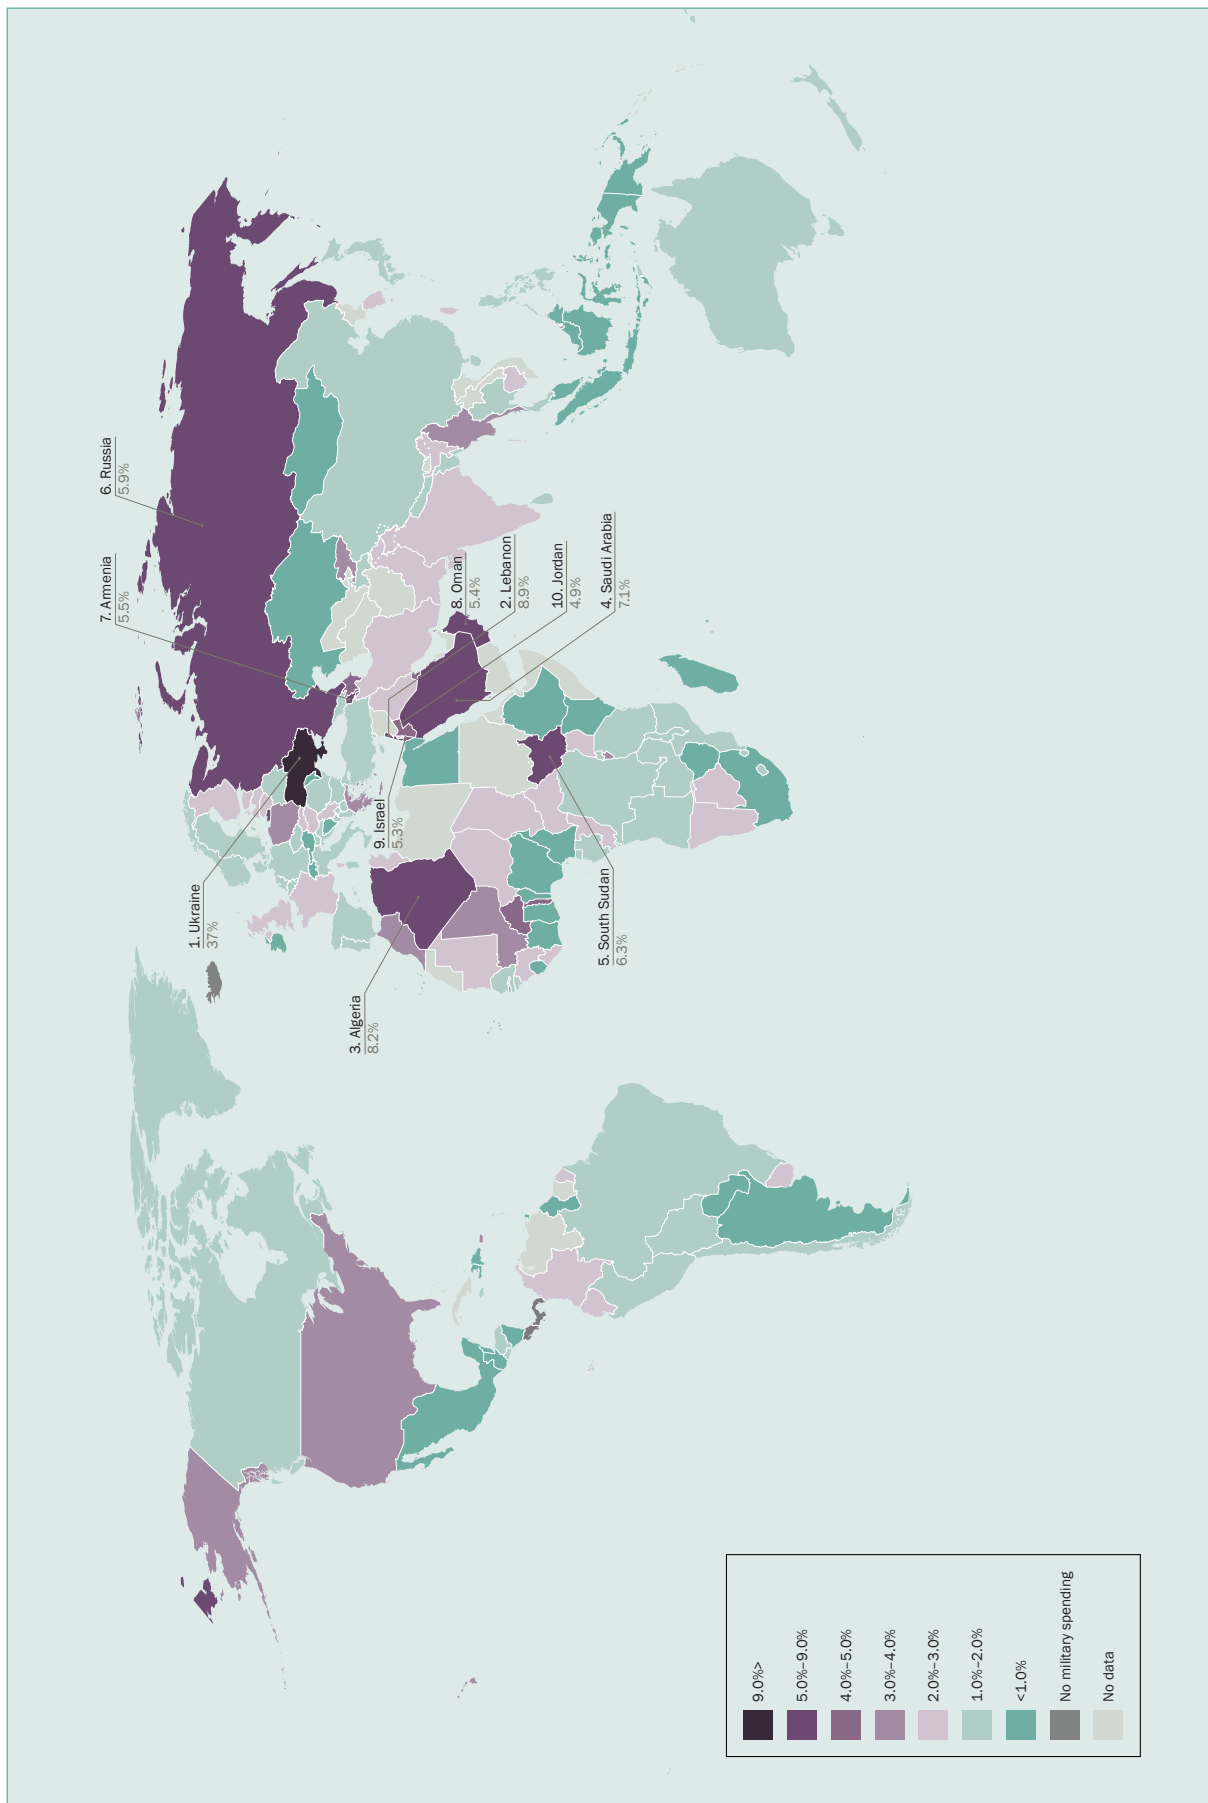 1. Ukraine
37%
2. Lebanon
8.9%
3. Algeria
8.2%
4. Saudi Arabia
7.1%
5. South Sudan
6.3%
6. Russia
5.9%
7. Armenia
5.5%
8. Oman
5.4%
9. Israel
5.3%
10. Jordan
4.9%
9.0%>
5.0%–9.0%
4.0%–5.0%
3.0%–4.0%
2.0%–3.0%
1.0%–2.0%
<1.0%
No military spending
No data